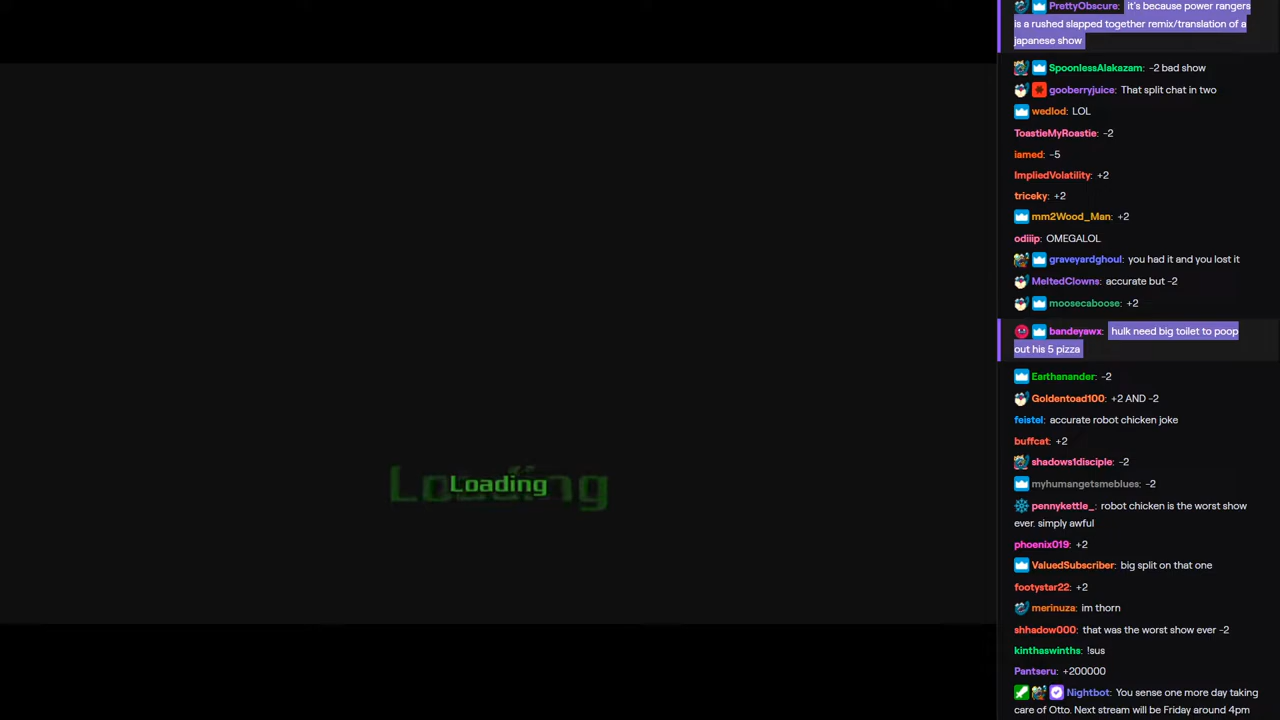 PrettyObscure: it's because power rangers
is a rushed slapped together remix/translation of a
japanese show
SpoonlessAlakazam: -2 bad show
gooberryjuice: That split chat in two
wedlod: LOL
ToastieMyRoastie: -2
iamed: -5
ImpliedVolatility: +2
triceky: +2
mm2Wood_Man: +2
odiiip: OMEGALOL
graveyardghoul: you had it and you lost it
MeltedClowns: accurate but -2
moosecaboose: +2
bandeyawx: hulk need big toilet to poop
out his 5 pizza
Earthanander: -2
Goldentoad100: +2 AND -2
feistel: accurate robot chicken joke
buffcat: +2
shadows1disciple: -2
myhumangetsmeblues: -2
pennykettle_: robot chicken is the worst show
ever. simply awful
phoenix019: +2
ValuedSubscriber: big split on that one
footystar22: +2
merinuza: im thorn
shhadow000: that was the worst show ever -2
kinthaswinths: !sus
Pantseru: +200000
Nightbot: You sense one more day taking
care of Otto. Next stream will be Friday around 4pm
Loading
Loading